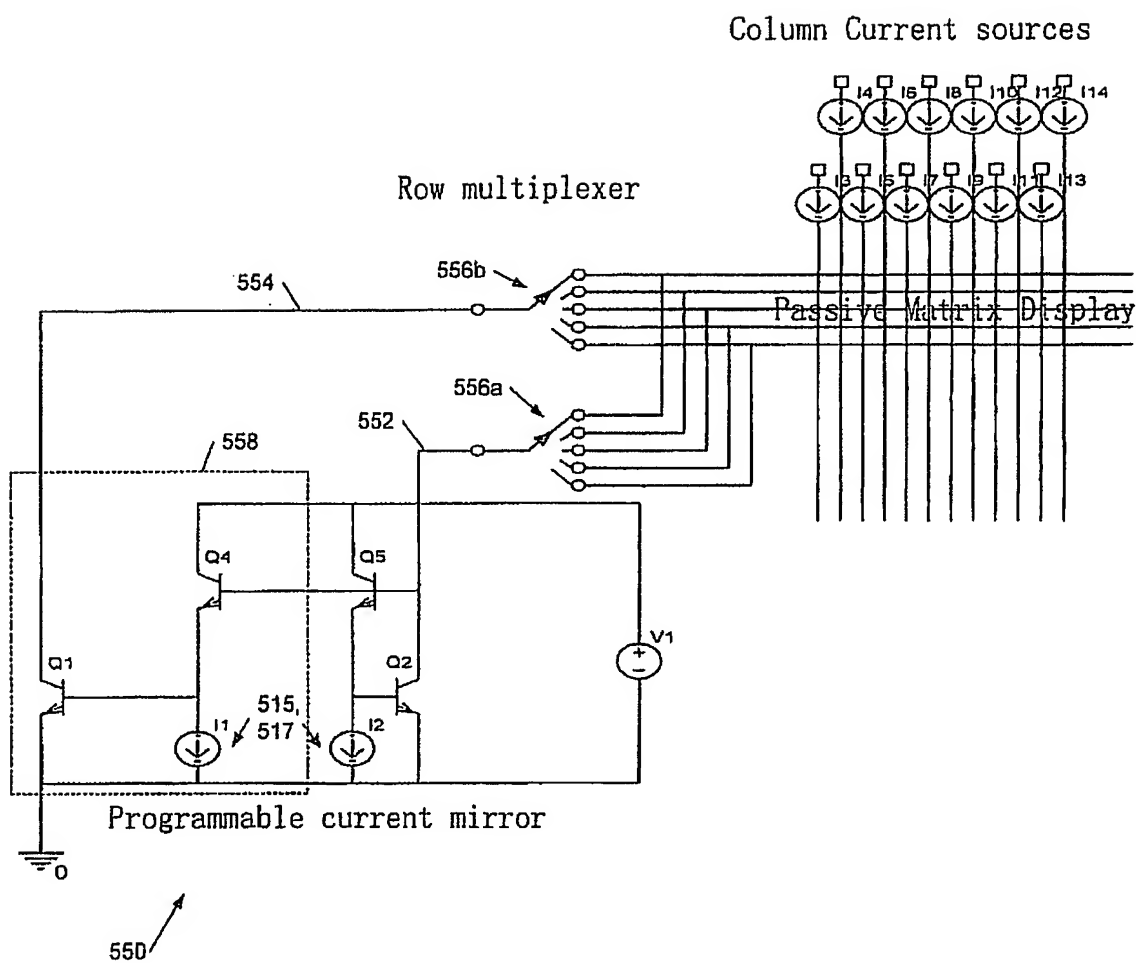 Column Current sources
I4 I6 I8 I10 I12 I14
Row multiplexer
I3 I5 I7 I9 I11 I13
554
556b
Passive Matrix Display
556a
552
558
Q4
Q5
V1
Q1
Q2
515,
517
I1
I2
Programmable current mirror
0
550